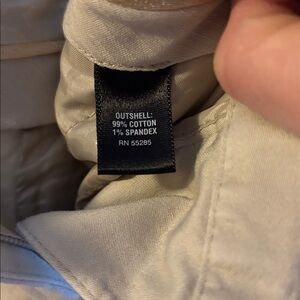 OUTSHELL:
99% COTTON
1% SPANDEX
RN 55285